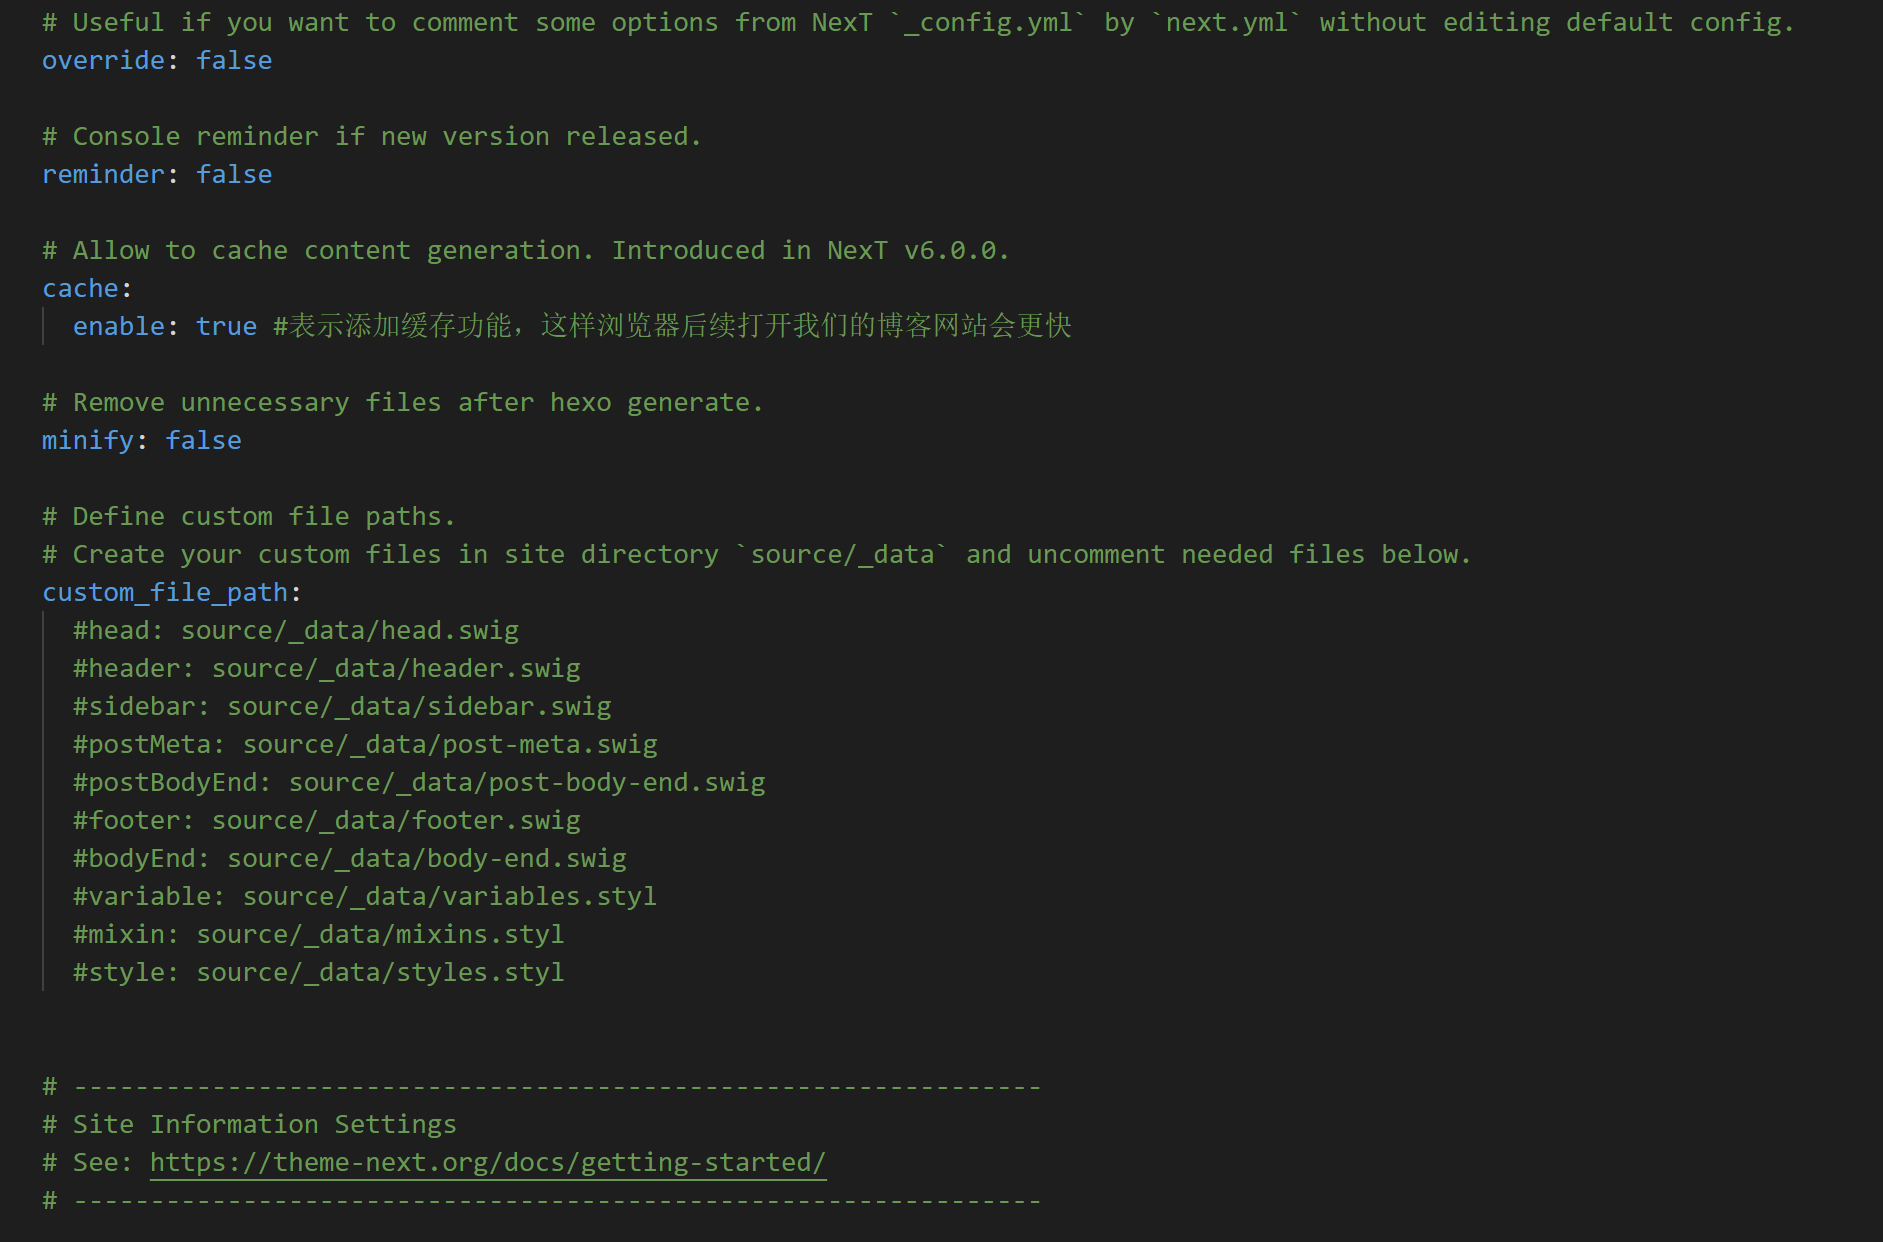 # Useful if you want to comment some options from NexT `_config.yml` by `next.yml` without editing default config.
override: false
# Console reminder if new version released.
reminder: false
# Allow to cache content generation. Introduced in NexT v6.0.0.
cache:
  enable: true #表示添加缓存功能，这样浏览器后续打开我们的博客网站会更快
# Remove unnecessary files after hexo generate.
minify: false
# Define custom file paths.
# Create your custom files in site directory `source/_data` and uncomment needed files below.
custom_file_path:
  #head: source/_data/head.swig
  #header: source/_data/header.swig
  #sidebar: source/_data/sidebar.swig
  #postMeta: source/_data/post-meta.swig
  #postBodyEnd: source/_data/post-body-end.swig
  #footer: source/_data/footer.swig
  #bodyEnd: source/_data/body-end.swig
  #variable: source/_data/variables.styl
  #mixin: source/_data/mixins.styl
  #style: source/_data/styles.styl
# ---------------------------------------------------------------
# Site Information Settings
# See: https://theme-next.org/docs/getting-started/
# ---------------------------------------------------------------